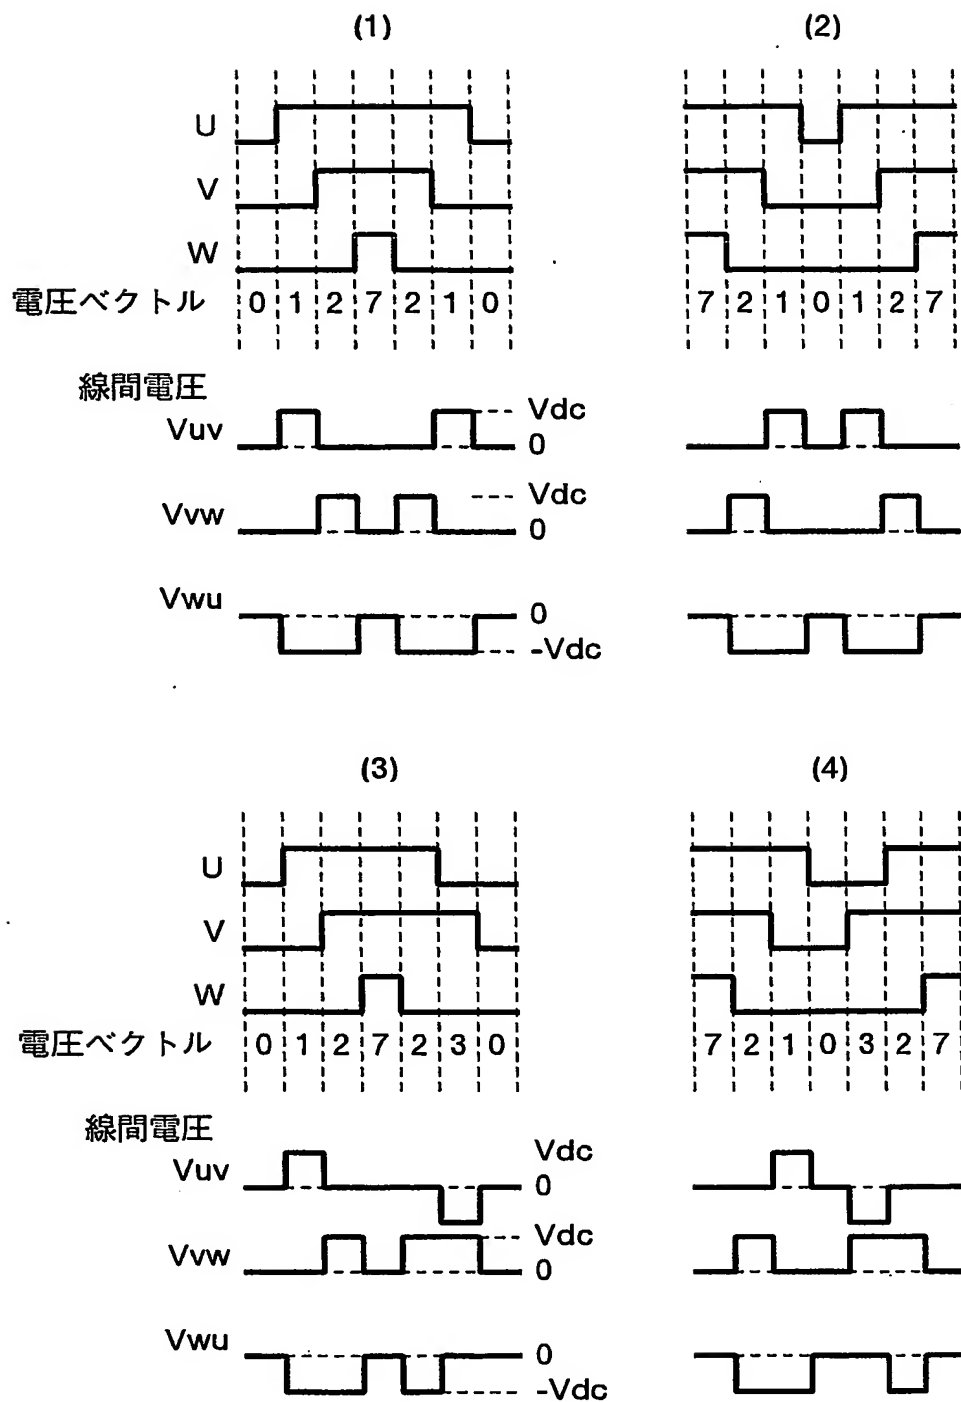 (1)
U
V
W
電圧ベクトル 0 1 2 7 2 1 0
線間電圧
Vuv Vdc 0
Vvw Vdc 0
Vwu 0 -Vdc
(2)
7 2 1 0 1 2 7
(3)
U
V
W
電圧ベクトル 0 1 2 7 2 3 0
線間電圧
Vuv Vdc 0
Vvw Vdc 0
Vwu 0 -Vdc
(4)
7 2 1 0 3 2 7